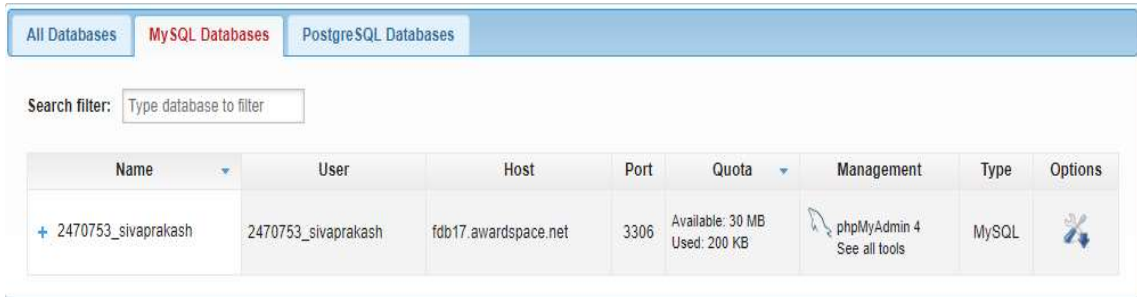 All Databases MySQL Databases PostgreSQL Databases
Search filter: Type database to filter
Name User Host Port Quota Management Type Options
+ 2470753_sivaprakash 2470753_sivaprakash fdb17.awardspace.net 3306 Available: 30 MB phpMyAdmin 4 MySQL
Used: 200 KB See all tools